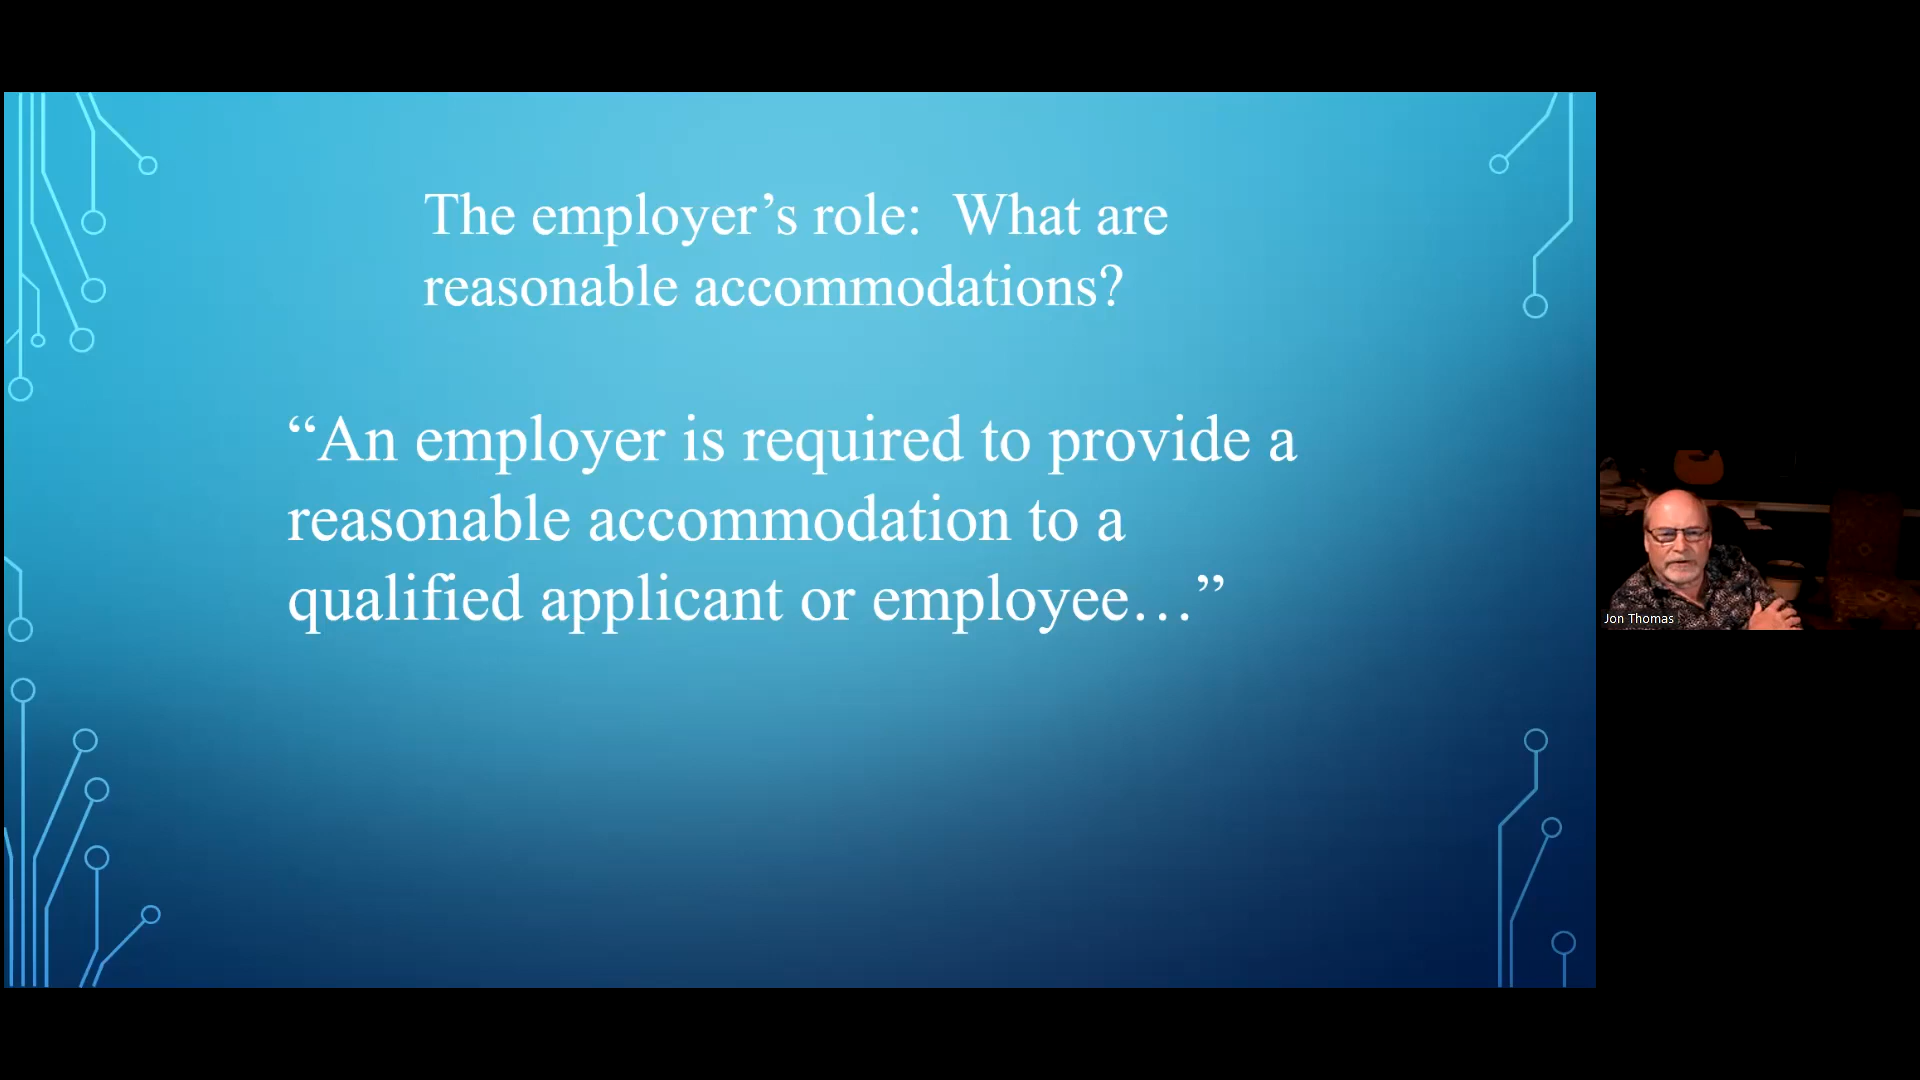 The employer’s role:  What are
reasonable accommodations?
“An employer is required to provide a
reasonable accommodation to a
qualified applicant or employee…”
Jon Thomas